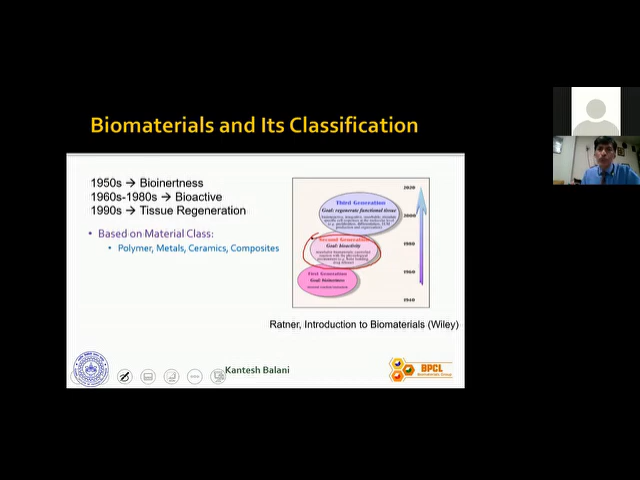 Biomaterials and Its Classification
1950s → Bioinertness
1960s-1980s → Bioactive
1990s → Tissue Regeneration
• Based on Material Class:
• Polymer, Metals, Ceramics, Composites
2020
Third Generation
Goal: regenerate functional tissue
2000
Second Generation
Goal: bioactivity
1980
First Generation
Goal: bioinertness
1960
1940
Ratner, Introduction to Biomaterials (Wiley)
Kantesh Balani
BPCL